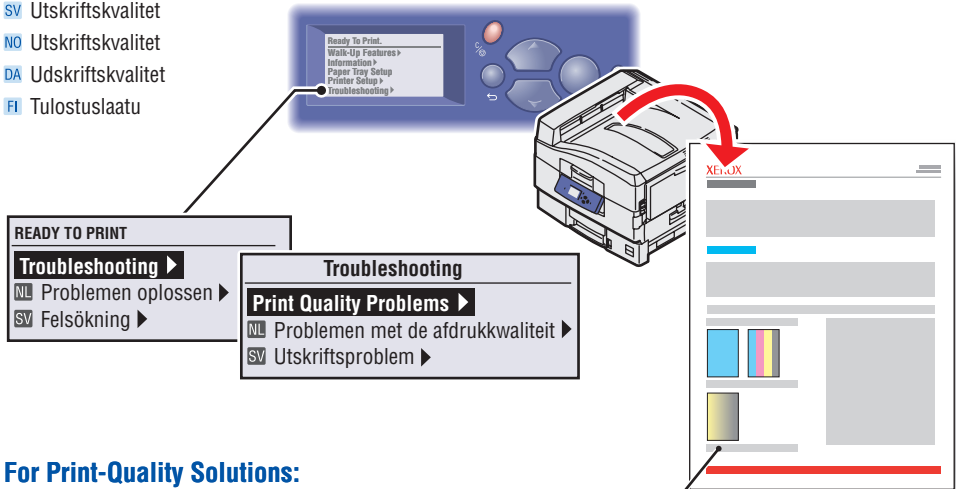 SV Utskriftskvalitet
NO Utskriftskvalitet
DA Udskriftskvalitet
FI Tulostuslaatu
Ready To Print.
Walk-Up Features ▶
Information ▶
Paper Tray Setup
Printer Setup ▶
Troubleshooting ▶
READY TO PRINT
Troubleshooting ▶
NL Problemen oplossen ▶
SV Felsökning ▶
Troubleshooting
Print Quality Problems ▶
NL Problemen met de afdrukkwaliteit ▶
SV Utskriftsproblem ▶
XEROX
For Print-Quality Solutions: